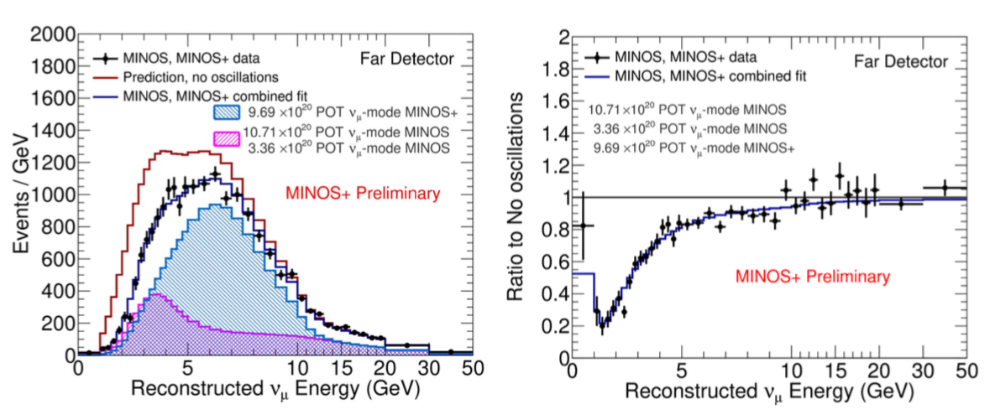 2000
1800
1600
1400
1200
1000
800
600
400
200
0
Events / GeV
MINOS, MINOS+ data
Prediction, no oscillations
MINOS, MINOS+ combined fit
Far Detector
9.69 ×10²⁰ POT νμ-mode MINOS+
10.71×10²⁰ POT νμ-mode MINOS
3.36 ×10²⁰ POT νμ-mode MINOS
MINOS+ Preliminary
0 5 10 15 20 30 50
Reconstructed νμ Energy (GeV)
2
1.8
1.6
1.4
1.2
1
0.8
0.6
0.4
0.2
0
Ratio to No oscillations
MINOS, MINOS+ data
MINOS, MINOS+ combined fit
Far Detector
10.71×10²⁰ POT νμ-mode MINOS
3.36 ×10²⁰ POT νμ-mode MINOS
9.69 ×10²⁰ POT νμ-mode MINOS+
MINOS+ Preliminary
0 5 10 15 20 30 50
Reconstructed νμ Energy (GeV)